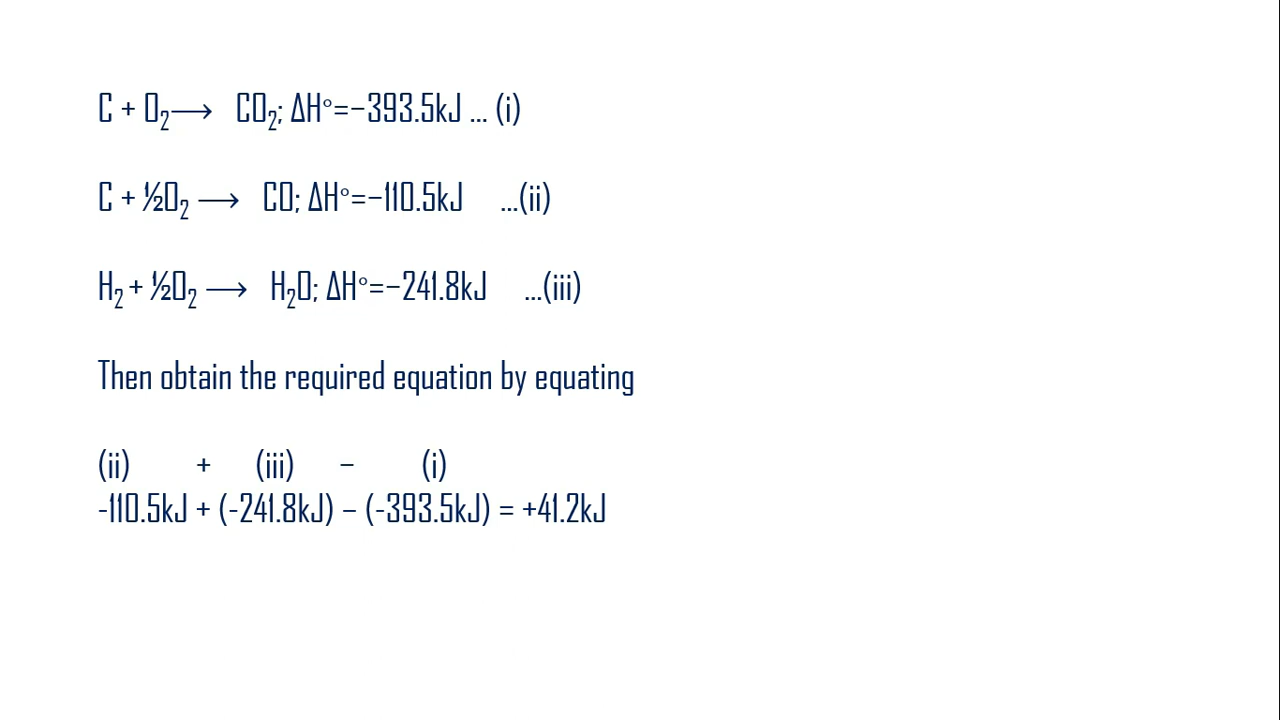 C + O₂⟶ CO₂; ΔH°=−393.5kJ ... (i)
C + ½O₂ ⟶ CO; ΔH°=−110.5kJ ...(ii)
H₂ + ½O₂ ⟶ H₂O; ΔH°=−241.8kJ ...(iii)
Then obtain the required equation by equating
(ii) + (iii) − (i)
-110.5kJ + (-241.8kJ) – (-393.5kJ) = +41.2kJ